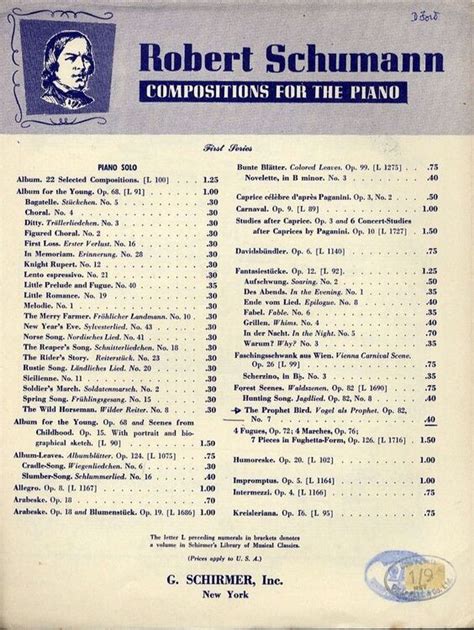 D Ford
Robert Schumann
COMPOSITIONS FOR THE PIANO
First Series
PIANO SOLO
Album. 22 Selected Compositions. [L 100] . . . . 1.25
Album for the Young. Op. 68. [L 91] . . . . 1.00
Bagatelle. Stückchen. No. 5 . . . . .30
Choral. No. 4 . . . . .30
Ditty. Trällerliedchen. No. 3 . . . . .30
Figured Choral. No. 2 . . . . .30
First Loss. Erster Verlust. No. 16 . . . . .30
In Memoriam. Erinnerung. No. 28 . . . . .30
Knight Rupert. No. 12 . . . . .30
Lento espressivo. No. 21 . . . . .30
Little Prelude and Fugue. No. 40 . . . . .35
Little Romance. No. 19 . . . . .30
Melodie. No. 1 . . . . .30
The Merry Farmer. Fröhlicher Landmann. No. 10 . .30
New Year's Eve. Sylvesterlied. No. 43 . . . . .30
Norse Song. Nordisches Lied. No. 41 . . . . .30
The Reaper's Song. Schnitterliedchen. No. 18 . . . .30
The Rider's Story. Reiterstück. No. 23 . . . . .35
Rustic Song. Ländliches Lied. No. 20 . . . . .30
Sicilienne. No. 11 . . . . .30
Soldier's March. Soldatenmarsch. No. 2 . . . . .30
Spring Song. Frühlingsgesang. No. 15 . . . . .30
The Wild Horseman. Wilder Reiter. No. 8 . . . . .30
Album for the Young. Op. 68 and Scenes from
Childhood. Op. 15. With portrait and bio-
graphical sketch. [L 90] . . . . 1.50
Album-Leaves. Albumblätter. Op. 124. [L 1075] . . . . .75
Cradle-Song. Wiegenliedchen. No. 6 . . . . .30
Slumber-Song. Schlummerlied. No. 16 . . . . .40
Allegro. Op. 8. [L 1167] . . . . 1.00
Arabeske. Op. 18 . . . . .70
Arabeske. Op. 18 and Blumenstück. Op. 19. [L 1686] 1.00
Bunte Blätter. Colored Leaves. Op. 99. [L 1275] . . .75
Novelette, in B minor. No. 3 . . . . .40
Caprice célèbre d'après Paganini. Op. 3, No. 2 . . . .50
Carnaval. Op. 9. [L 89] . . . . 1.00
Studies after Caprice. Op. 3 and 6 Concert-Studies
after Caprices by Paganini. Op. 10 [L 1727] . . 1.50
Davidsbündler. Op. 6. [L 1140] . . . . .75
Fantasiestücke. Op. 12. [L 92] . . . . 1.25
Aufschwung. Soaring. No. 2 . . . . .50
Des Abends. In the Evening. No. 1 . . . . .35
Ende vom Lied. Epilogue. No. 8 . . . . .40
Fabel. Fable. No. 6 . . . . .35
Grillen. Whims. No. 4 . . . . .40
In der Nacht. In the Night. No. 5 . . . . .70
Warum? Why? No. 3 . . . . .35
Faschingsschwank aus Wien. Vienna Carnival Scene.
Op. 26 [L 99] . . . . .75
Scherzino, in B♭. No. 3 . . . . .35
Forest Scenes. Waldszenen. Op. 82 [L 1690] . . . . .75
Hunting Song. Jagdlied. Op. 82, No. 8 . . . . .40
The Prophet Bird. Vogel als Prophet. Op. 82,
No. 7 . . . . .40
4 Fugues, Op. 72; 4 Marches, Op. 76;
7 Pieces in Fughetta-Form, Op. 126. [L 1716] 1.50
Humoreske. Op. 20. [L 102] . . . . 1.00
Impromptus. Op. 5. [L 1164] . . . . 1.00
Intermezzi. Op. 4. [L 1166] . . . . .75
Kreisleriana. Op. 16. [L 95] . . . . .75
The letter L preceding numerals in brackets denotes
a volume in Schirmer's Library of Musical Classics.
(Prices apply to U. S. A.)
G. SCHIRMER, Inc.
New York
1/9